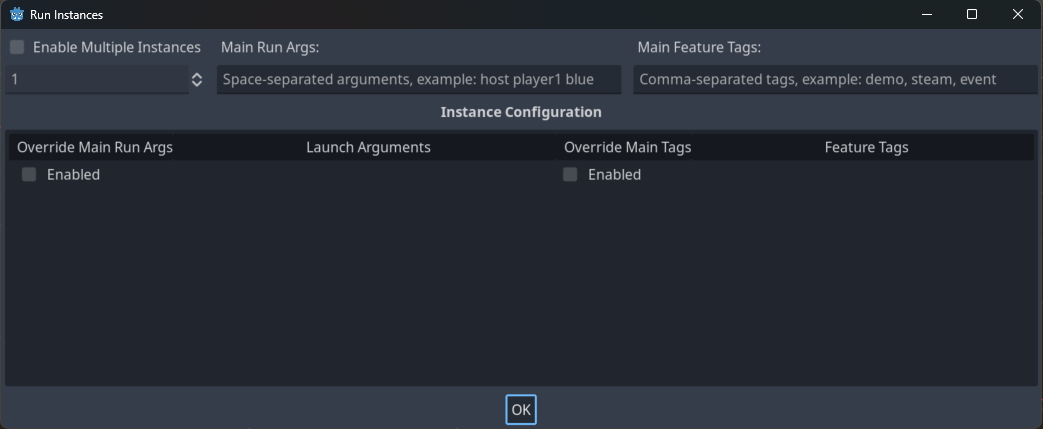 Run Instances
Enable Multiple Instances
Main Run Args:
Main Feature Tags:
1
Space-separated arguments, example: host player1 blue
Comma-separated tags, example: demo, steam, event
Instance Configuration
Override Main Run Args
Launch Arguments
Override Main Tags
Feature Tags
Enabled
Enabled
OK